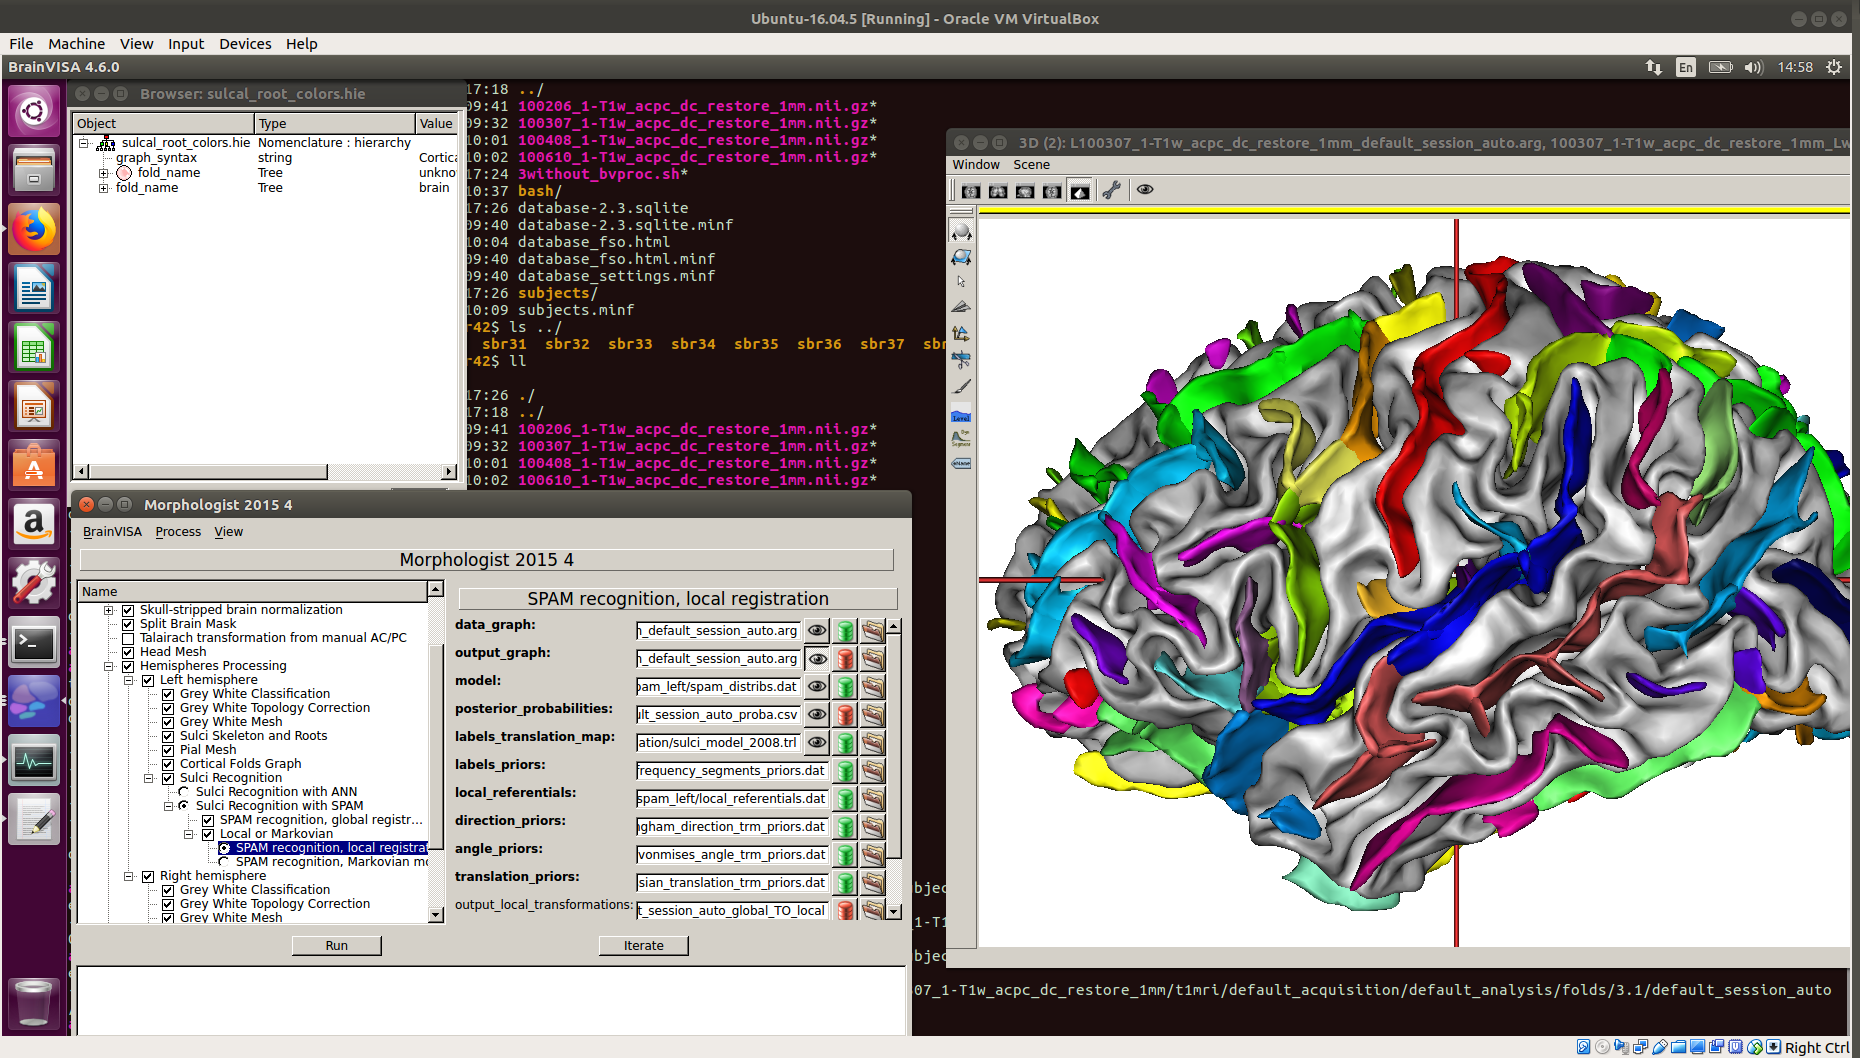 Ubuntu-16.04.5 [Running] - Oracle VM VirtualBox
File Machine View Input Devices Help
BrainVISA 4.6.0
En
14:58
Browser: sulcal_root_colors.hie
Object Type Value
sulcal_root_colors.hie Nomenclature : hierarchy
graph_syntax string Cortica
fold_name Tree unkno
fold_name Tree brain
17:18 ../
09:41 100206_1-T1w_acpc_dc_restore_1mm.nii.gz*
09:32 100307_1-T1w_acpc_dc_restore_1mm.nii.gz*
10:01 100408_1-T1w_acpc_dc_restore_1mm.nii.gz*
10:02 100610_1-T1w_acpc_dc_restore_1mm.nii.gz*
17:24 3without_bvproc.sh*
10:37 bash/
17:26 database-2.3.sqlite
09:40 database-2.3.sqlite.minf
10:04 database_fso.html
09:40 database_fso.html.minf
09:40 database_settings.minf
17:26 subjects/
10:09 subjects.minf
r42$ ls ../
sbr31 sbr32 sbr33 sbr34 sbr35 sbr36 sbr37 sbr
r42$ ll
17:26 ./
17:18 ../
09:41 100206_1-T1w_acpc_dc_restore_1mm.nii.gz*
09:32 100307_1-T1w_acpc_dc_restore_1mm.nii.gz*
10:01 100408_1-T1w_acpc_dc_restore_1mm.nii.gz*
10:02 100610_1-T1w_acpc_dc_restore_1mm.nii.gz*
3D (2): L100307_1-T1w_acpc_dc_restore_1mm_default_session_auto.arg, 100307_1-T1w_acpc_dc_restore_1mm_Lw
Window Scene
Morphologist 2015 4
BrainVISA Process View
Morphologist 2015 4
Name
Skull-stripped brain normalization
Split Brain Mask
Talairach transformation from manual AC/PC
Head Mesh
Hemispheres Processing
Left hemisphere
Grey White Classification
Grey White Topology Correction
Grey White Mesh
Sulci Skeleton and Roots
Pial Mesh
Cortical Folds Graph
Sulci Recognition
Sulci Recognition with ANN
Sulci Recognition with SPAM
SPAM recognition, global registr...
Local or Markovian
SPAM recognition, local registra
SPAM recognition, Markovian mo
Right hemisphere
Grey White Classification
Grey White Topology Correction
Grey White Mesh
SPAM recognition, local registration
data_graph: n_default_session_auto.arg
output_graph: n_default_session_auto.arg
model: pam_left/spam_distribs.dat
posterior_probabilities: ult_session_auto_proba.csv
labels_translation_map: ation/sulci_model_2008.trl
labels_priors: frequency_segments_priors.dat
local_referentials: spam_left/local_referentials.dat
direction_priors: ngham_direction_trm_priors.dat
angle_priors: vonmises_angle_trm_priors.dat
translation_priors: sian_translation_trm_priors.dat
output_local_transformations: t_session_auto_global_TO_local
Run Iterate
bjec
_1-T1
bjec
07_1-T1w_acpc_dc_restore_1mm/t1mri/default_acquisition/default_analysis/folds/3.1/default_session_auto
Right Ctrl